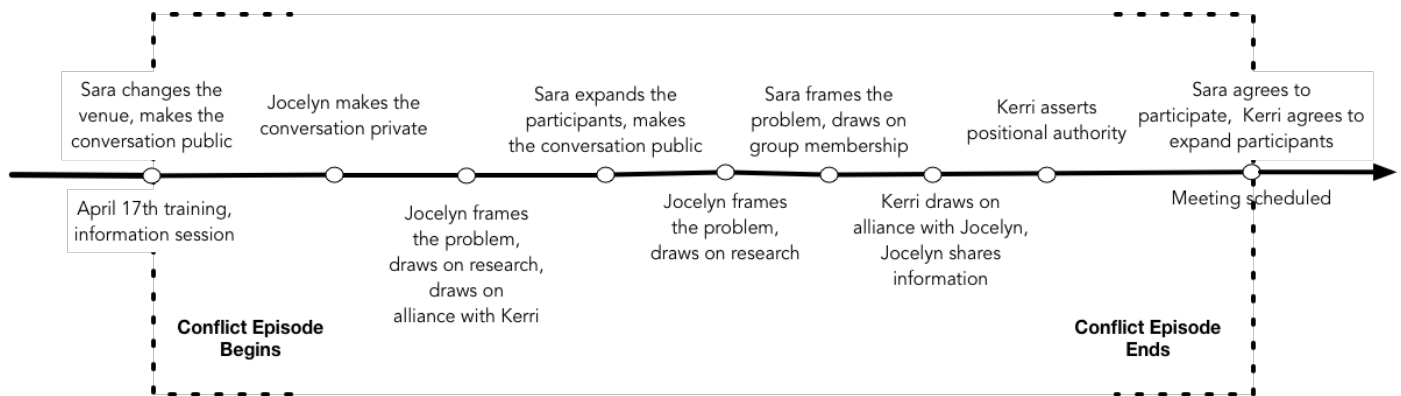 Sara changes the
venue, makes the
conversation public
April 17th training,
information session
Jocelyn makes the
conversation private
Jocelyn frames
the problem,
draws on research,
draws on
alliance with Kerri
Sara expands the
participants, makes
the conversation public
Jocelyn frames
the problem,
draws on research
Sara frames the
problem, draws on
group membership
Kerri draws on
alliance with Jocelyn,
Jocelyn shares
information
Kerri asserts
positional authority
Sara agrees to
participate, Kerri agrees to
expand participants
Meeting scheduled
Conflict Episode
Begins
Conflict Episode
Ends